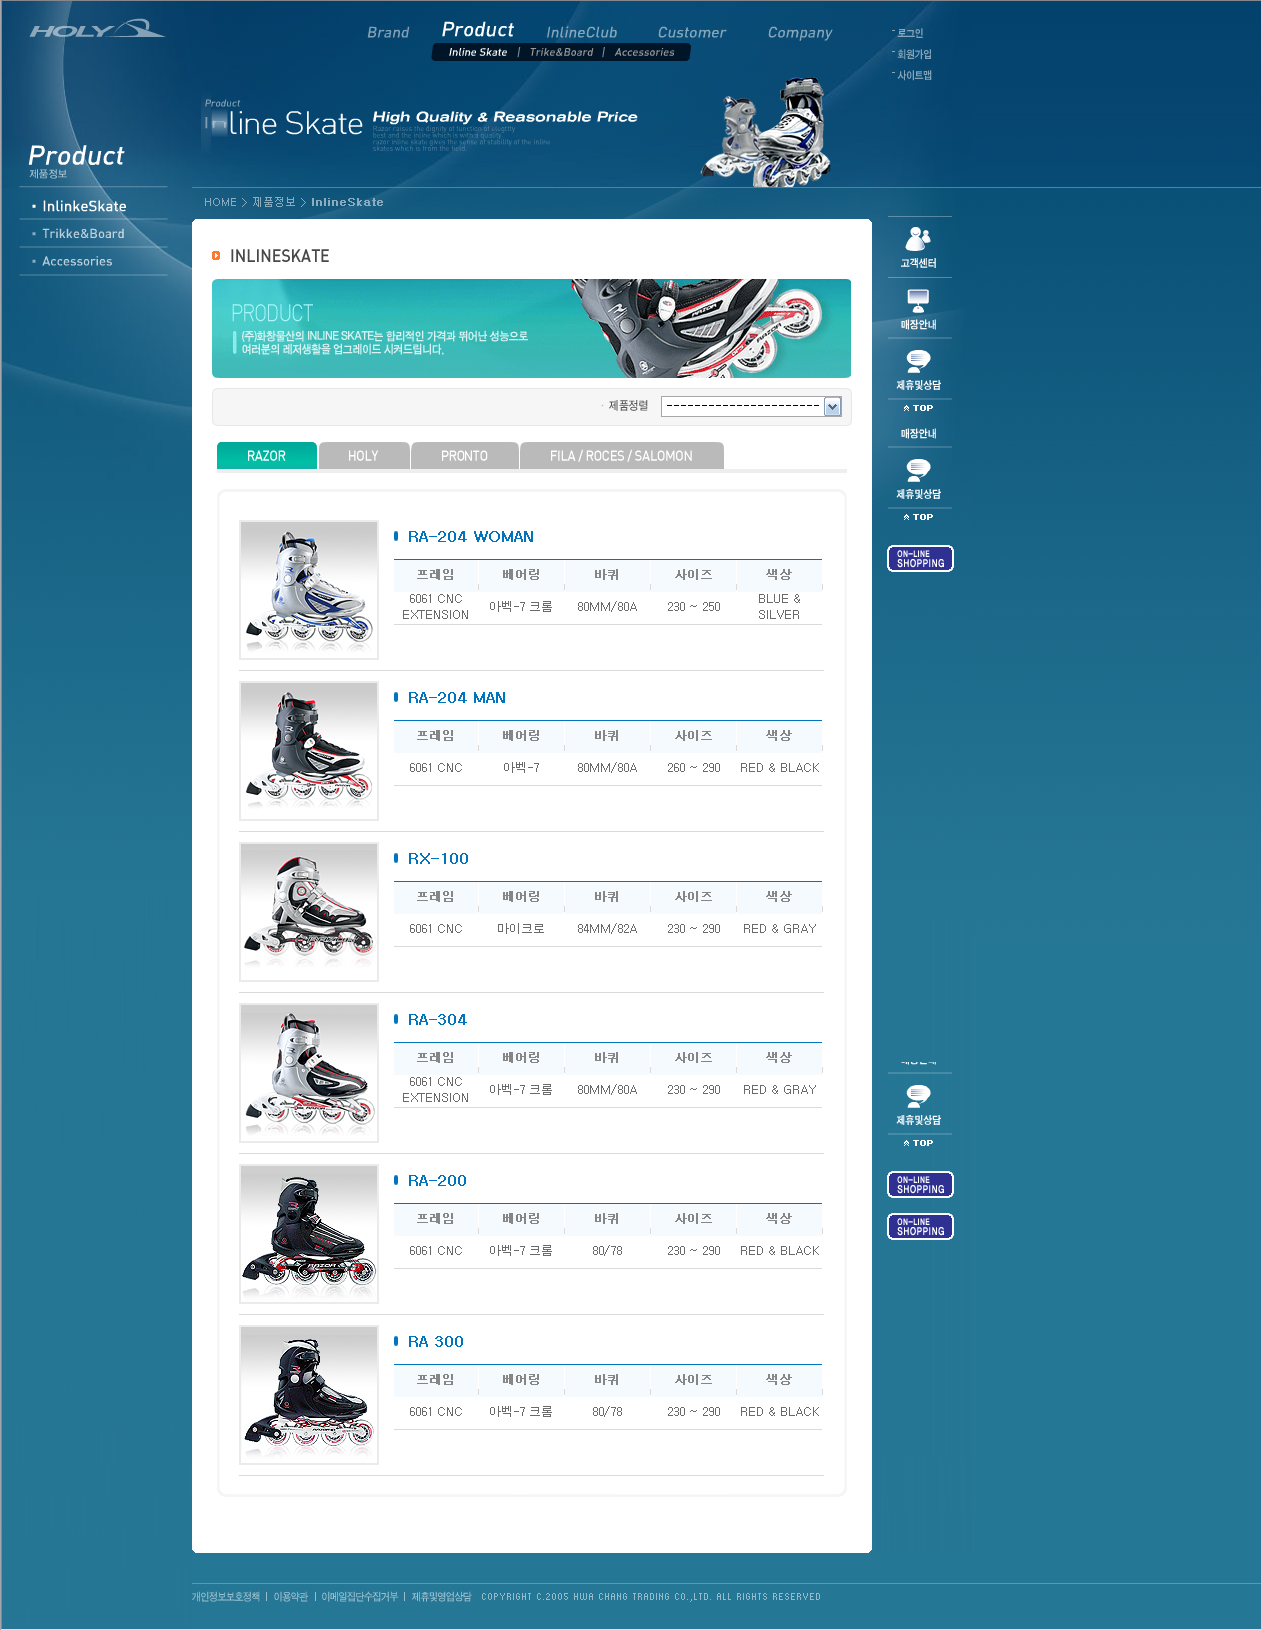 HOLY
Brand
Product
InlineClub
Customer
Company
Inline Skate | Trike&Board | Accessories
로그인
회원가입
사이트맵
Product
Inline Skate
High Quality & Reasonable Price
Product
제품정보
InlinkeSkate
Trikke&Board
Accessories
HOME > 제품정보 > InlineSkate
INLINESKATE
PRODUCT
(주)화창물산의 INLINE SKATE는 합리적인 가격과 뛰어난 성능으로
여러분의 레저생활을 업그레이드 시켜드립니다.
제품정렬
----------------------
RAZOR
HOLY
PRONTO
FILA / ROCES / SALOMON
RA-204 WOMAN
프레임 베어링 바퀴 사이즈 색상
6061 CNC EXTENSION 아벡-7 크롬 80MM/80A 230 ~ 250 BLUE & SILVER
RA-204 MAN
프레임 베어링 바퀴 사이즈 색상
6061 CNC 아벡-7 80MM/80A 260 ~ 290 RED & BLACK
RX-100
프레임 베어링 바퀴 사이즈 색상
6061 CNC 마이크로 84MM/82A 230 ~ 290 RED & GRAY
RA-304
프레임 베어링 바퀴 사이즈 색상
6061 CNC EXTENSION 아벡-7 크롬 80MM/80A 230 ~ 290 RED & GRAY
RA-200
프레임 베어링 바퀴 사이즈 색상
6061 CNC 아벡-7 크롬 80/78 230 ~ 290 RED & BLACK
RA 300
프레임 베어링 바퀴 사이즈 색상
6061 CNC 아벡-7 크롬 80/78 230 ~ 290 RED & BLACK
고객센터
매장안내
제휴및상담
TOP
매장안내
제휴및상담
TOP
ON-LINE
SHOPPING
제휴및상담
TOP
ON-LINE
SHOPPING
ON-LINE
SHOPPING
개인정보보호정책 | 이용약관 | 이메일집단수집거부 | 제휴및영업상담 COPYRIGHT C.2005 HWA CHANG TRADING CO.,LTD. ALL RIGHTS RESERVED